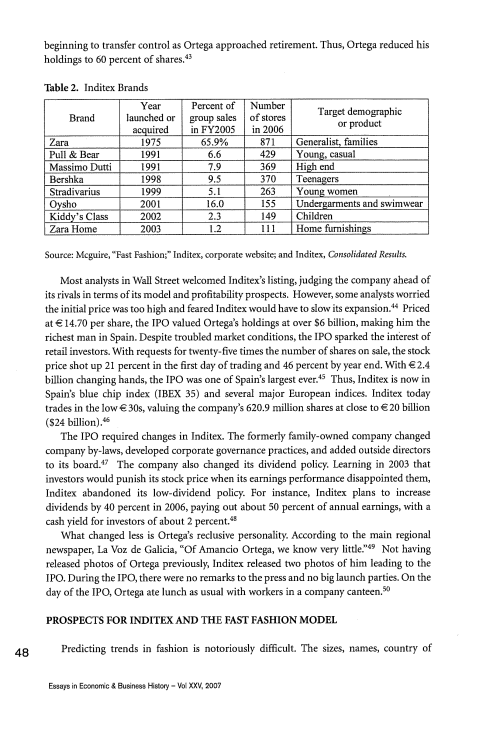 beginning to transfer control as Ortega approached retirement. Thus, Ortega reduced his
holdings to 60 percent of shares.43
Table 2. Inditex Brands
Brand Year launched or acquired Percent of group sales in FY2005 Number of stores in 2006 Target demographic or product
Zara 1975 65.9% 871 Generalist, families
Pull & Bear 1991 6.6 429 Young, casual
Massimo Dutti 1991 7.9 369 High end
Bershka 1998 9.5 370 Teenagers
Stradivarius 1999 5.1 263 Young women
Oysho 2001 16.0 155 Undergarments and swimwear
Kiddy's Class 2002 2.3 149 Children
Zara Home 2003 1.2 111 Home furnishings
Source: Mcguire, "Fast Fashion;" Inditex, corporate website; and Inditex, Consolidated Results.
Most analysts in Wall Street welcomed Inditex's listing, judging the company ahead of
its rivals in terms of its model and profitability prospects. However, some analysts worried
the initial price was too high and feared Inditex would have to slow its expansion.44 Priced
at €14.70 per share, the IPO valued Ortega's holdings at over $6 billion, making him the
richest man in Spain. Despite troubled market conditions, the IPO sparked the interest of
retail investors. With requests for twenty-five times the number of shares on sale, the stock
price shot up 21 percent in the first day of trading and 46 percent by year end. With €2.4
billion changing hands, the IPO was one of Spain's largest ever.45 Thus, Inditex is now in
Spain's blue chip index (IBEX 35) and several major European indices. Inditex today
trades in the low €30s, valuing the company's 620.9 million shares at close to €20 billion
($24 billion).46
The IPO required changes in Inditex. The formerly family-owned company changed
company by-laws, developed corporate governance practices, and added outside directors
to its board.47 The company also changed its dividend policy. Learning in 2003 that
investors would punish its stock price when its earnings performance disappointed them,
Inditex abandoned its low-dividend policy. For instance, Inditex plans to increase
dividends by 40 percent in 2006, paying out about 50 percent of annual earnings, with a
cash yield for investors of about 2 percent.48
What changed less is Ortega's reclusive personality. According to the main regional
newspaper, La Voz de Galicia, "Of Amancio Ortega, we know very little."49 Not having
released photos of Ortega previously, Inditex released two photos of him leading to the
IPO. During the IPO, there were no remarks to the press and no big launch parties. On the
day of the IPO, Ortega ate lunch as usual with workers in a company canteen.50
PROSPECTS FOR INDITEX AND THE FAST FASHION MODEL
Predicting trends in fashion is notoriously difficult. The sizes, names, country of
48
Essays in Economic & Business History – Vol XXV, 2007